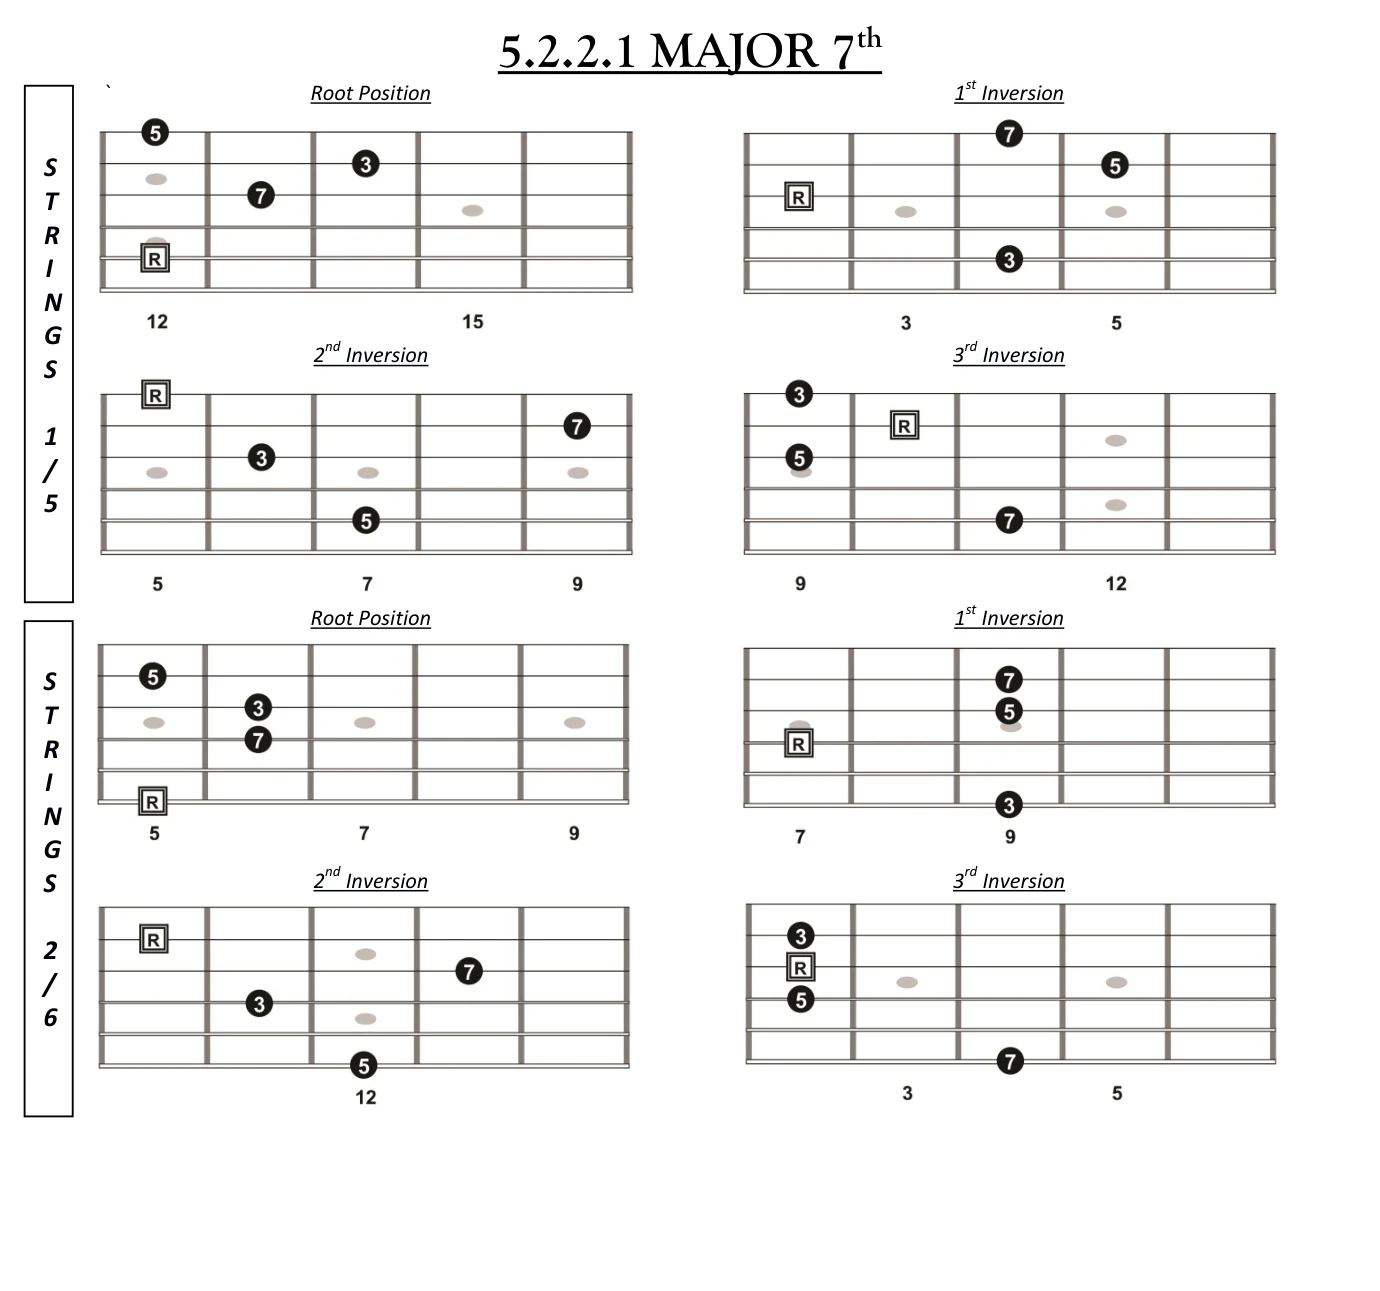 5.2.2.1 MAJOR 7th
`
Root Position
1st Inversion
S
T
R
I
N
G
S
1
/
5
5
3
7
R
12 15
7
5
R
3
3 5
2nd Inversion
3rd Inversion
R
7
3
5
5 7 9
3
R
5
7
9 12
Root Position
1st Inversion
S
T
R
I
N
G
S
2
/
6
5
3
7
R
5 7 9
7
5
R
3
7 9
2nd Inversion
3rd Inversion
R
7
3
5
12
3
R
5
7
3 5